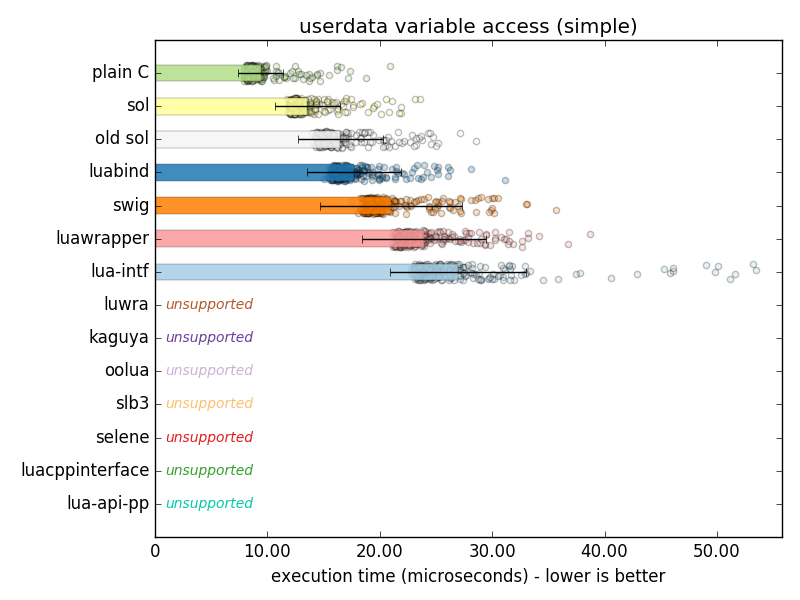 userdata variable access (simple)
plain C
sol
old sol
luabind
swig
luawrapper
lua-intf
luwra unsupported
kaguya unsupported
oolua unsupported
slb3 unsupported
selene unsupported
luacppinterface unsupported
lua-api-pp unsupported
0 10.00 20.00 30.00 40.00 50.00
execution time (microseconds) - lower is better